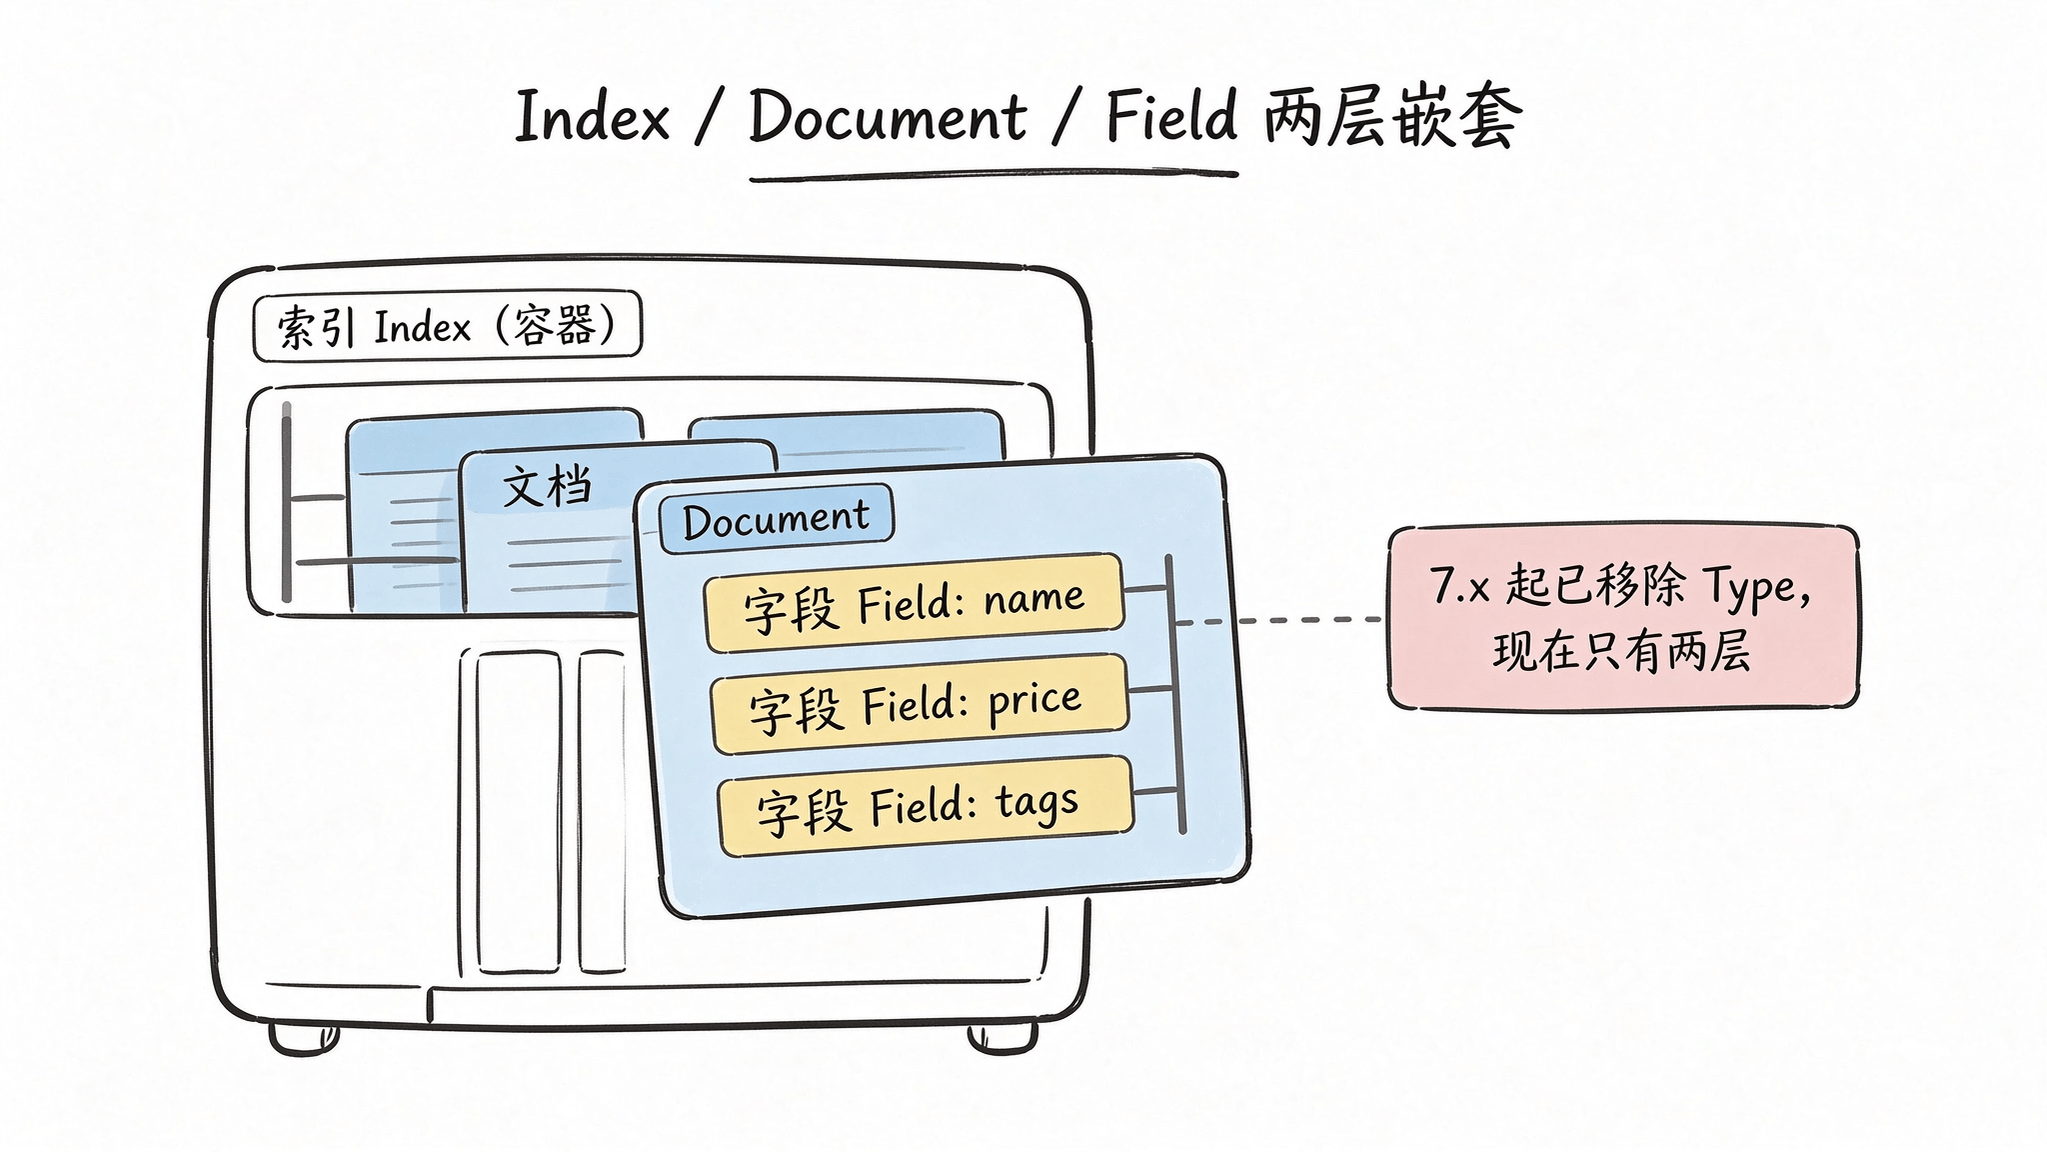 Index / Document / Field 两层嵌套
索引 Index（容器）
文档
Document
字段 Field: name
字段 Field: price
字段 Field: tags
7.x 起已移除 Type，
现在只有两层